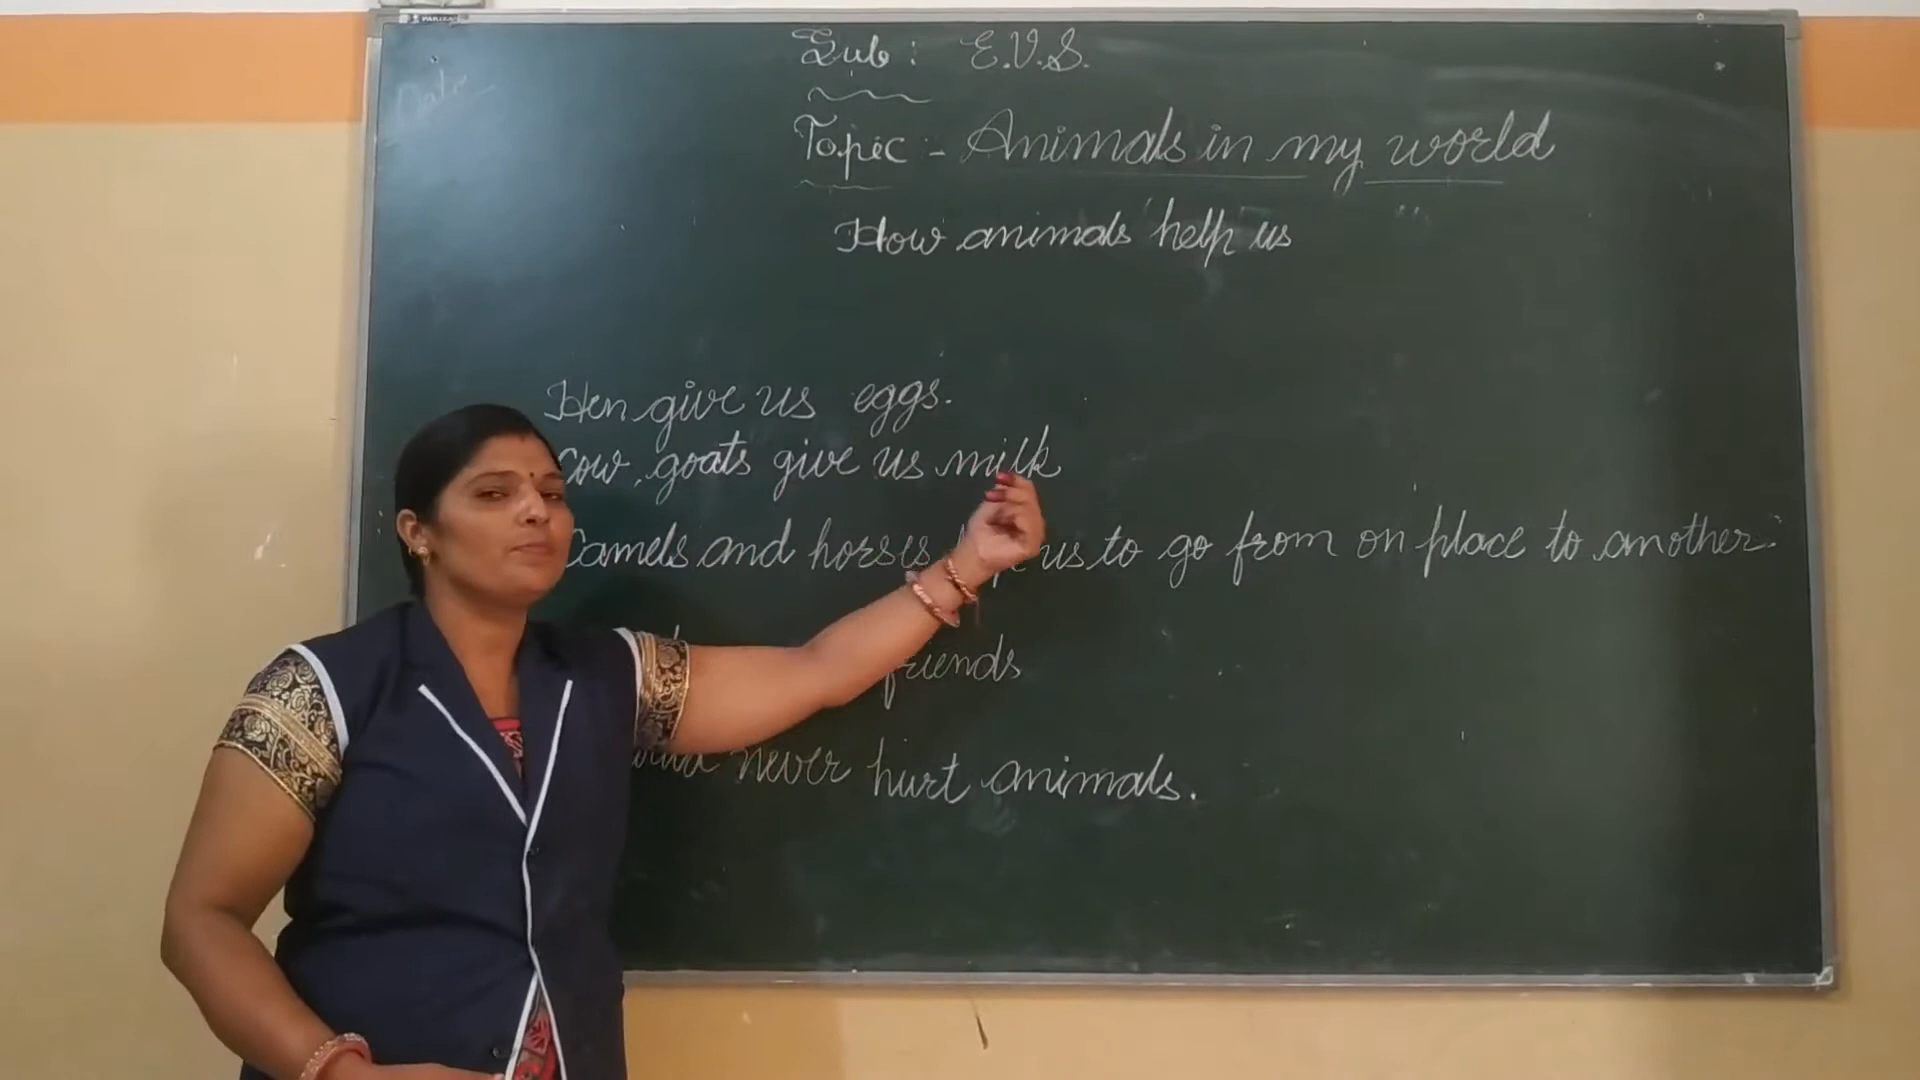 Date
Sub : E.V.S.
Topic :- Animals in my world
How animals help us
Hen give us eggs.
Cow, goats give us milk
Camels and horses us to go from on place to another.
friends
never hurt animals.